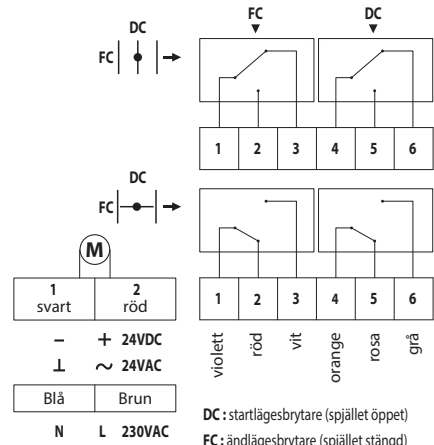 FC DC
DC
FC
1 2 3 4 5 6
DC
FC
M
1 2
svart röd
1 2 3 4 5 6
violett röd vit orange rosa grå
– + 24VDC
⊥ ~ 24VAC
Blå Brun
N L 230VAC
DC : startlägesbrytare (spjället öppet)
FC : ändlägesbrytare (spjället stängd)